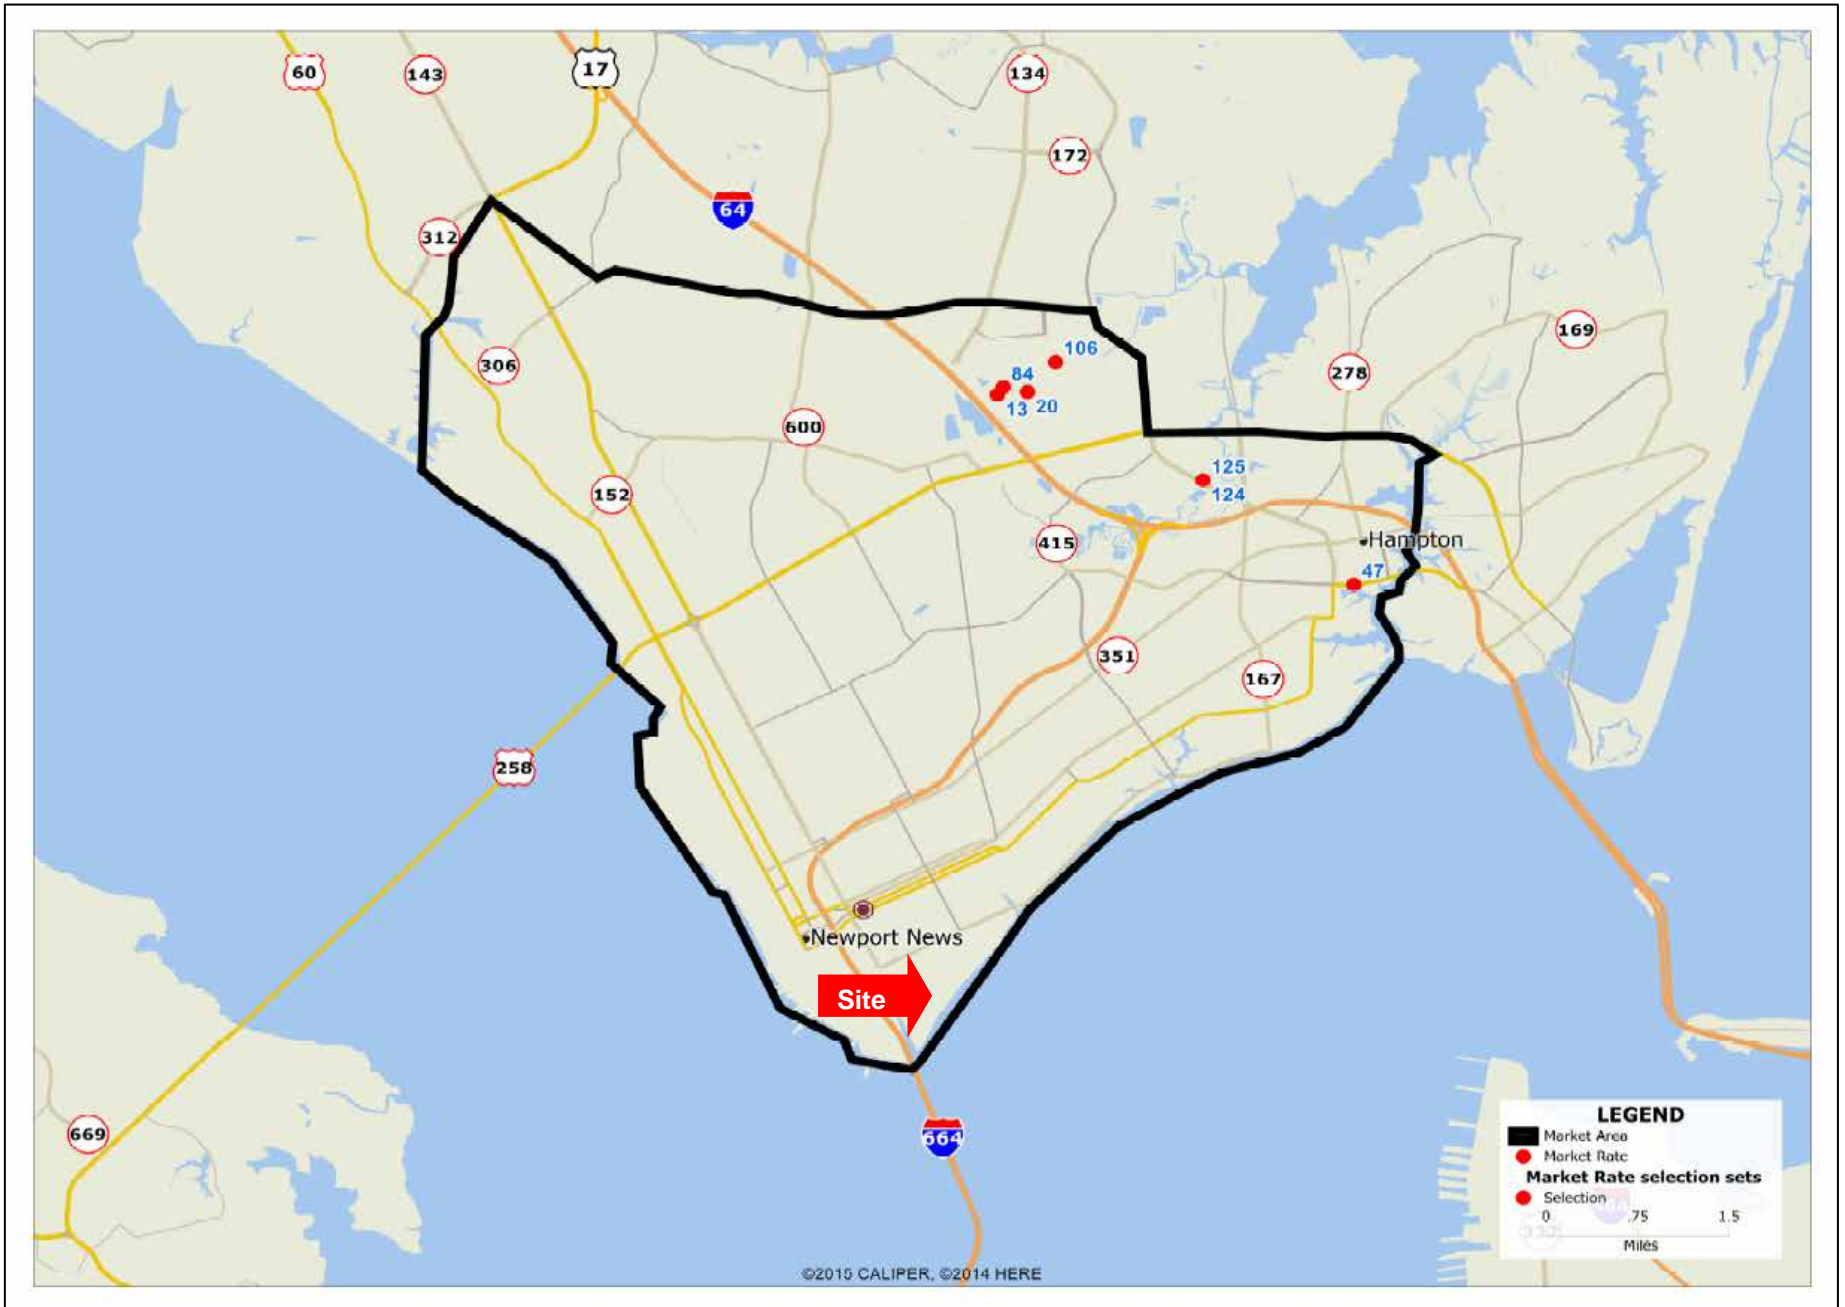 60
143
17
134
172
64
312
169
306
106
278
84
13
20
600
125
152
124
415
Hampton
47
351
167
258
Newport News
Site
669
664
LEGEND
Market Area
Market Rate
Market Rate selection sets
Selection
0 .75 1.5
Miles
©2015 CALIPER, ©2014 HERE